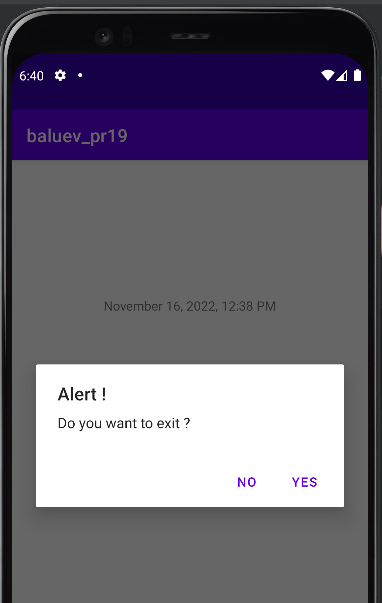 6:40
baluev_pr19
November 16, 2022, 12:38 PM
Alert !
Do you want to exit ?
NO YES